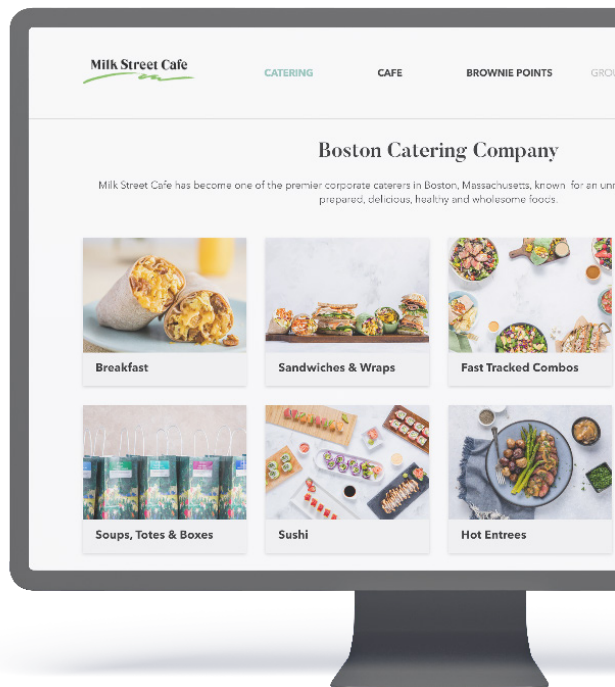 Milk Street Cafe
CATERING CAFE BROWNIE POINTS
Boston Catering Company
Milk Street Cafe has become one of the premier corporate caterers in Boston, Massachusetts, known for an
prepared, delicious, healthy and wholesome foods.
Breakfast Sandwiches & Wraps Fast Tracked Combos
Soups, Totes & Boxes Sushi Hot Entrees